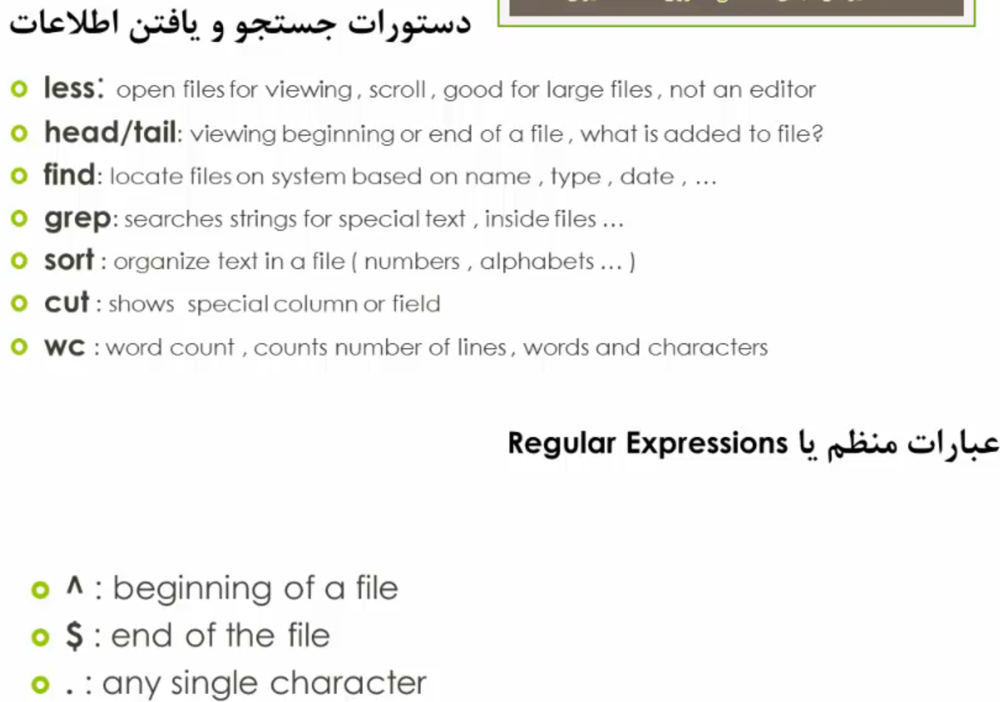 دستورات جستجو و یافتن اطلاعات
less: open files for viewing, scroll, good for large files, not an editor
head/tail: viewing beginning or end of a file, what is added to file?
find: locate files on system based on name, type, date, ...
grep: searches strings for special text, inside files ...
sort : organize text in a file ( numbers, alphabets ... )
cut : shows special column or field
wc : word count, counts number of lines, words and characters
عبارات منظم یا Regular Expressions
^ : beginning of a file
$ : end of the file
. : any single character